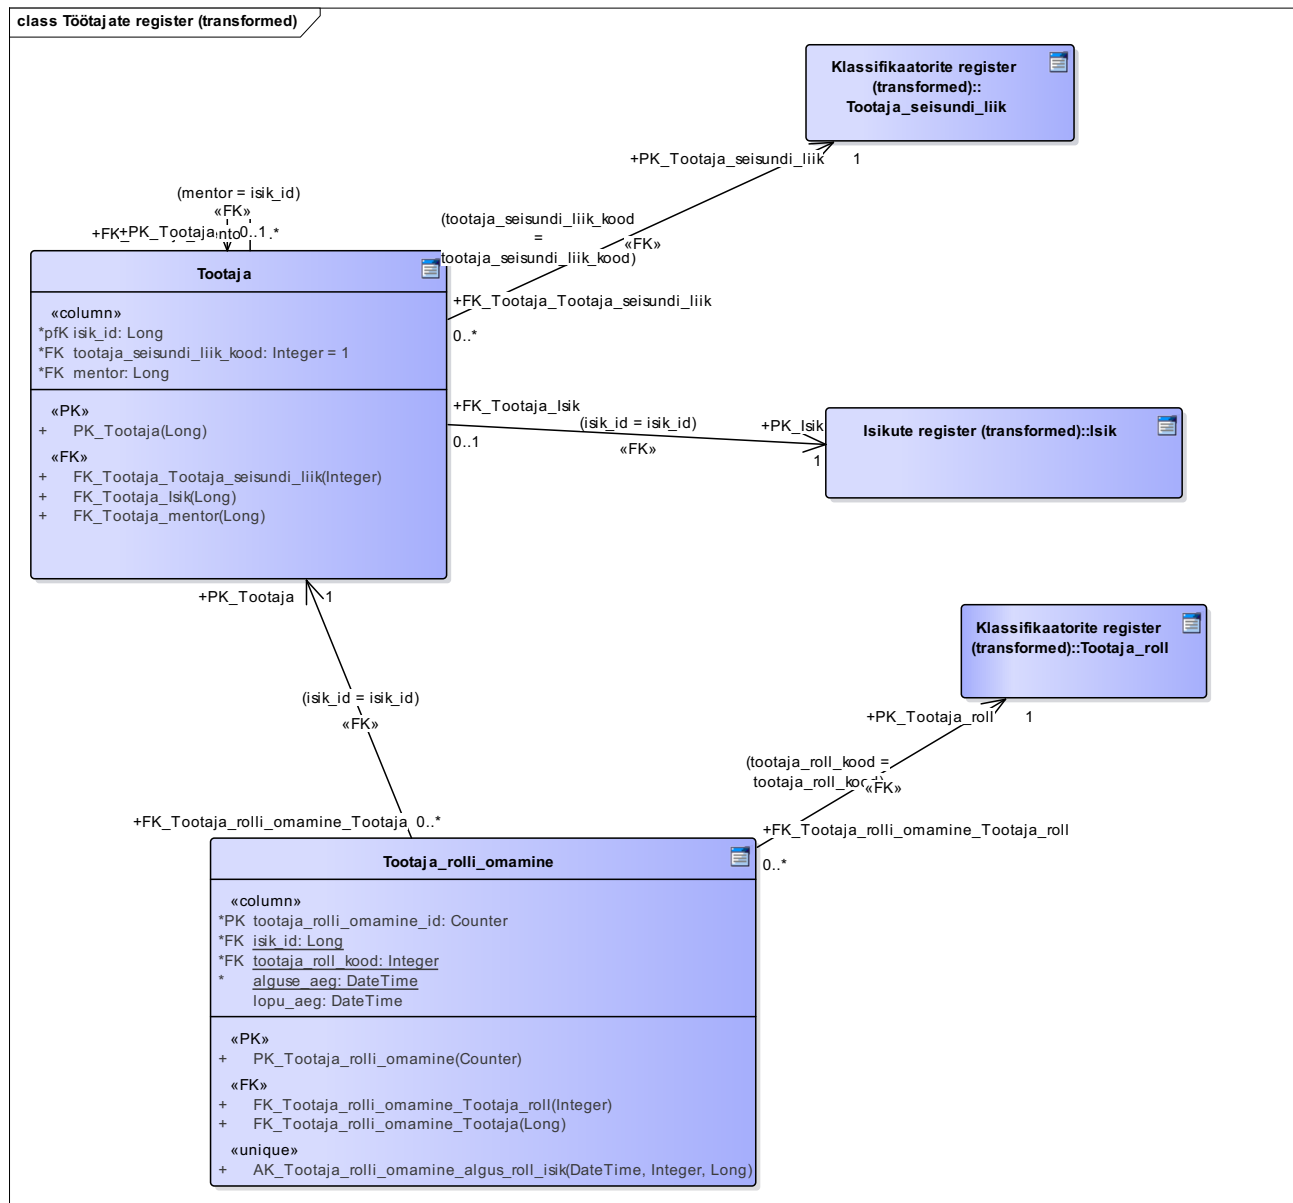 class Töötajate register (transformed)
Klassifikaatorite register
(transformed)::
Tootaja_seisundi_liik
+PK_Tootaja_seisundi_liik
1
(mentor = isik_id)
«FK»
+PK_Tootaja
0..1
(tootaja_seisundi_liik_kood
=
tootaja_seisundi_liik_kood)
«FK»
+FK_Tootaja_Tootaja_seisundi_liik
0..*
Tootaja
«column»
*pfK isik_id: Long
*FK tootaja_seisundi_liik_kood: Integer = 1
*FK mentor: Long
«PK»
+ PK_Tootaja(Long)
«FK»
+ FK_Tootaja_Tootaja_seisundi_liik(Integer)
+ FK_Tootaja_Isik(Long)
+ FK_Tootaja_mentor(Long)
+FK_Tootaja_Isik
0..1
(isik_id = isik_id)
«FK»
+PK_Isik
1
Isikute register (transformed)::Isik
+PK_Tootaja
1
(isik_id = isik_id)
«FK»
+FK_Tootaja_rolli_omamine_Tootaja 0..*
Klassifikaatorite register
(transformed)::Tootaja_roll
+PK_Tootaja_roll
1
(tootaja_roll_kood =
tootaja_roll_kood)
«FK»
+FK_Tootaja_rolli_omamine_Tootaja_roll
0..*
Tootaja_rolli_omamine
«column»
*PK tootaja_rolli_omamine_id: Counter
*FK isik_id: Long
*FK tootaja_roll_kood: Integer
* alguse_aeg: DateTime
lopu_aeg: DateTime
«PK»
+ PK_Tootaja_rolli_omamine(Counter)
«FK»
+ FK_Tootaja_rolli_omamine_Tootaja_roll(Integer)
+ FK_Tootaja_rolli_omamine_Tootaja(Long)
«unique»
+ AK_Tootaja_rolli_omamine_algus_roll_isik(DateTime, Integer, Long)